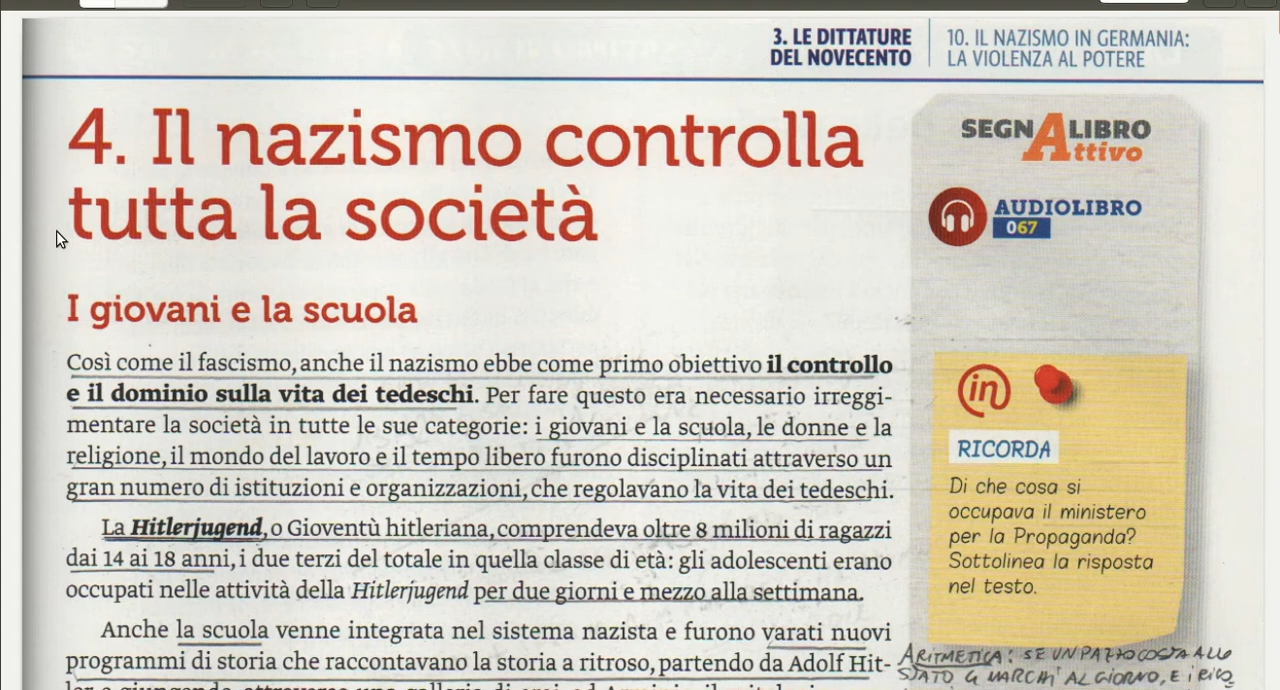 3. LE DITTATURE
DEL NOVECENTO
10. IL NAZISMO IN GERMANIA:
LA VIOLENZA AL POTERE
4. Il nazismo controlla
tutta la società
I giovani e la scuola
Così come il fascismo, anche il nazismo ebbe come primo obiettivo il controllo
e il dominio sulla vita dei tedeschi. Per fare questo era necessario irreggi-
mentare la società in tutte le sue categorie: i giovani e la scuola, le donne e la
religione, il mondo del lavoro e il tempo libero furono disciplinati attraverso un
gran numero di istituzioni e organizzazioni, che regolavano la vita dei tedeschi.
La Hitlerjugend, o Gioventù hitleriana, comprendeva oltre 8 milioni di ragazzi
dai 14 ai 18 anni, i due terzi del totale in quella classe di età: gli adolescenti erano
occupati nelle attività della Hitlerjugend per due giorni e mezzo alla settimana.
Anche la scuola venne integrata nel sistema nazista e furono varati nuovi
programmi di storia che raccontavano la storia a ritroso, partendo da Adolf Hit-
SEGNALIBRO
Attivo
AUDIOLIBRO
067
in
RICORDA
Di che cosa si
occupava il ministero
per la Propaganda?
Sottolinea la risposta
nel testo.
ARITMETICA: SE UN PAZZO COSTA ALLO
STATO 4 MARCHI AL GIORNO, E I